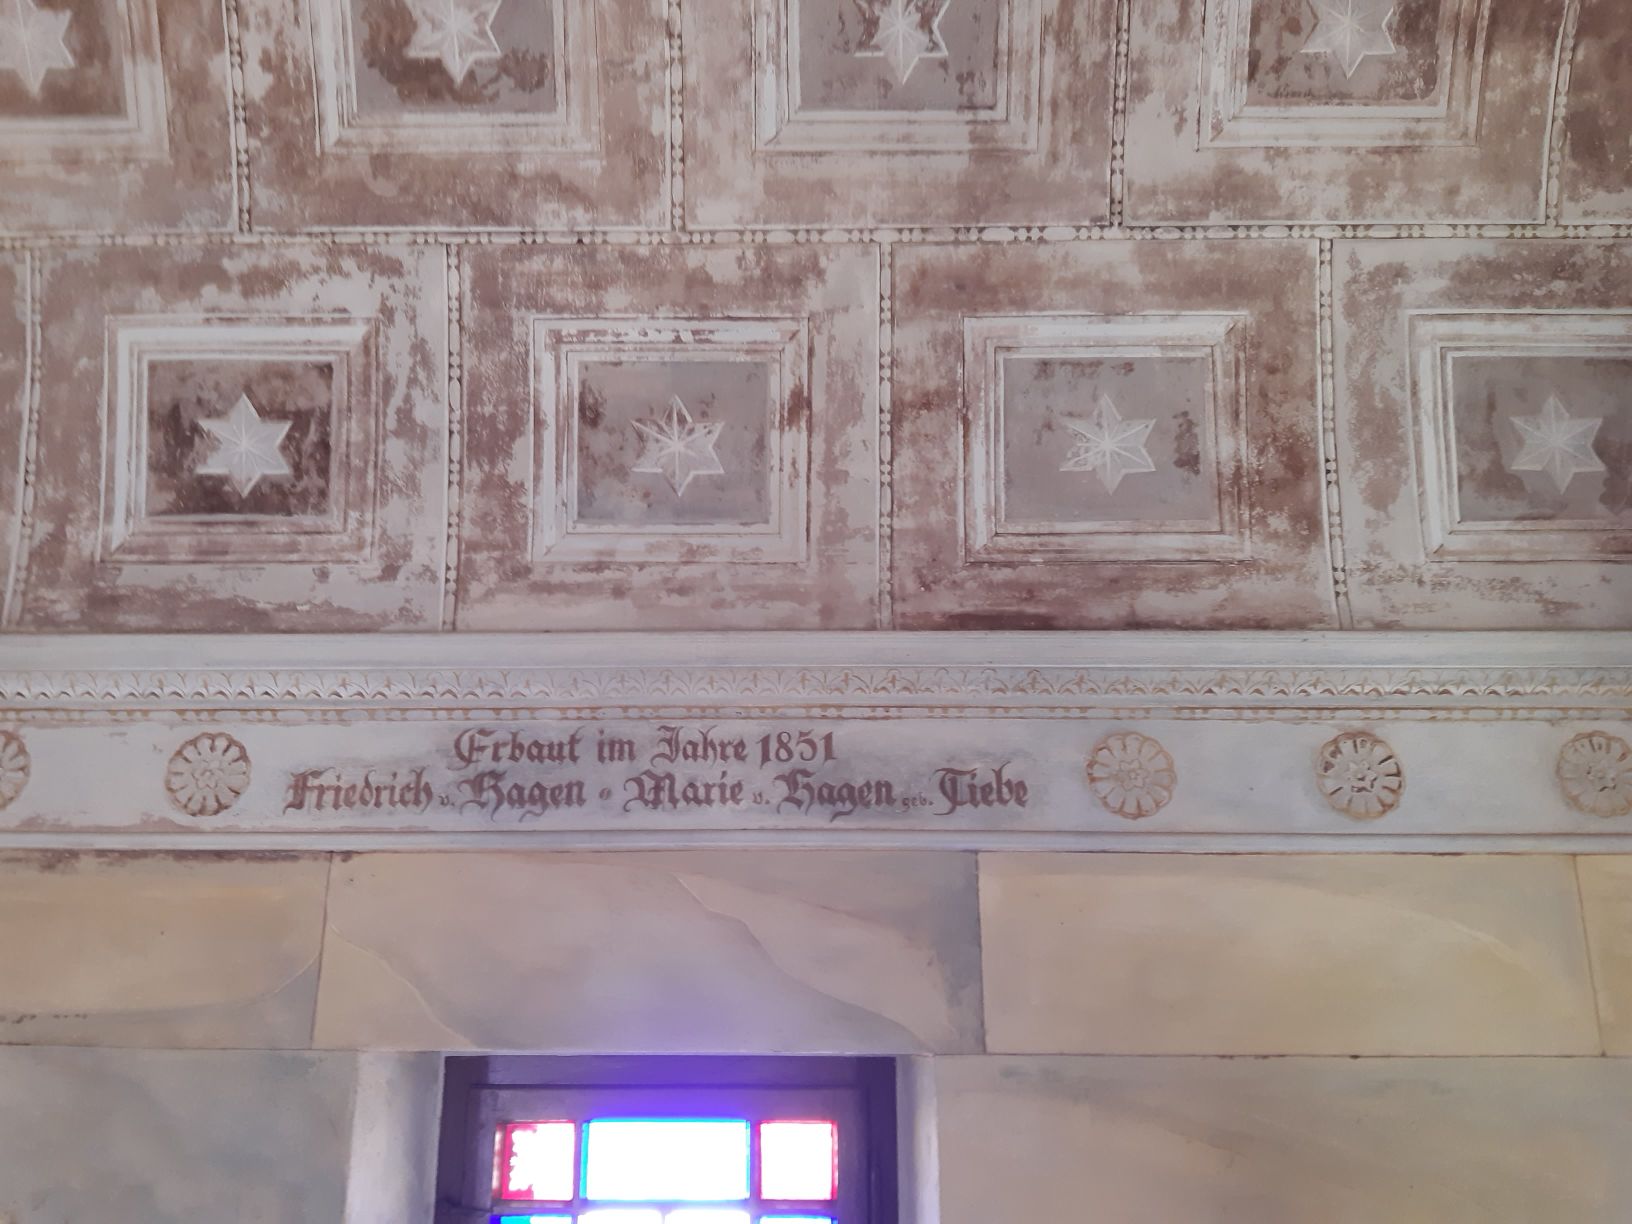 Erbaut im Jahre 1851
Friedrich v. Hagen • Marie v. Hagen geb. Tiebe